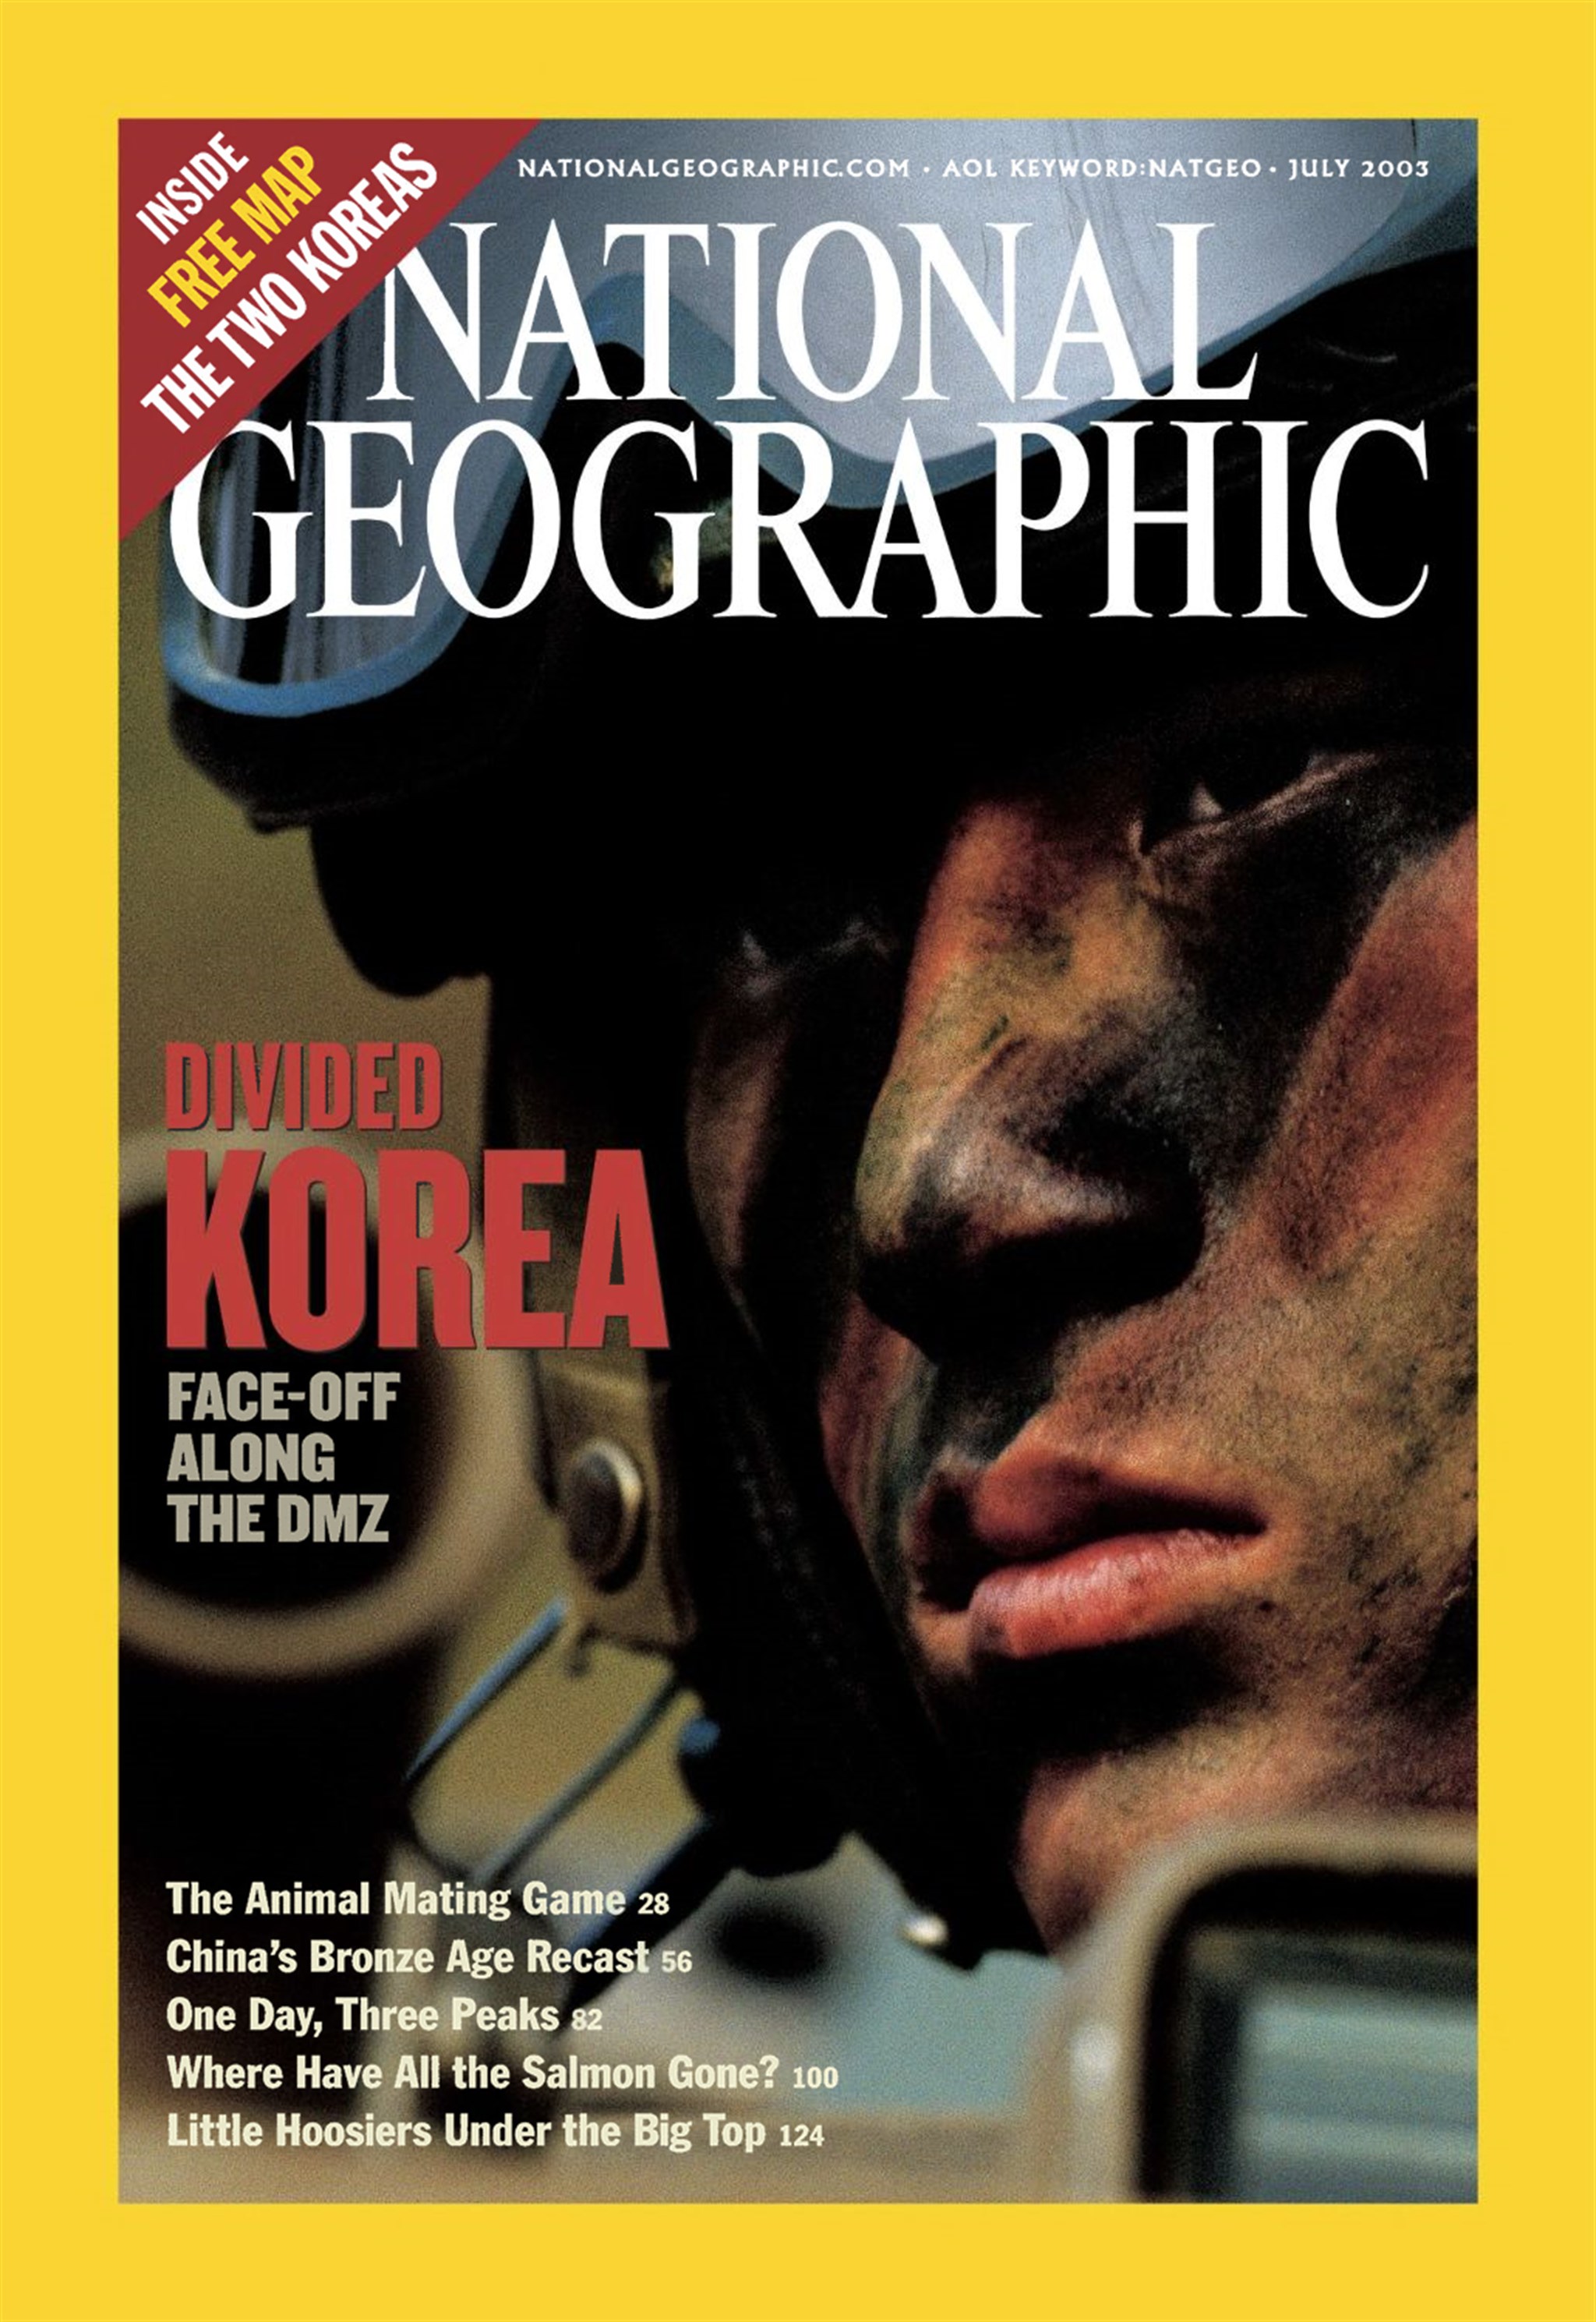 INSIDE
FREE MAP
THE TWO KOREAS
NATIONALGEOGRAPHIC.COM • AOL KEYWORD:NATGEO • JULY 2003
NATIONAL
GEOGRAPHIC
DIVIDED
KOREA
FACE-OFF
ALONG
THE DMZ
The Animal Mating Game 28
China's Bronze Age Recast 56
One Day, Three Peaks 82
Where Have All the Salmon Gone? 100
Little Hoosiers Under the Big Top 124